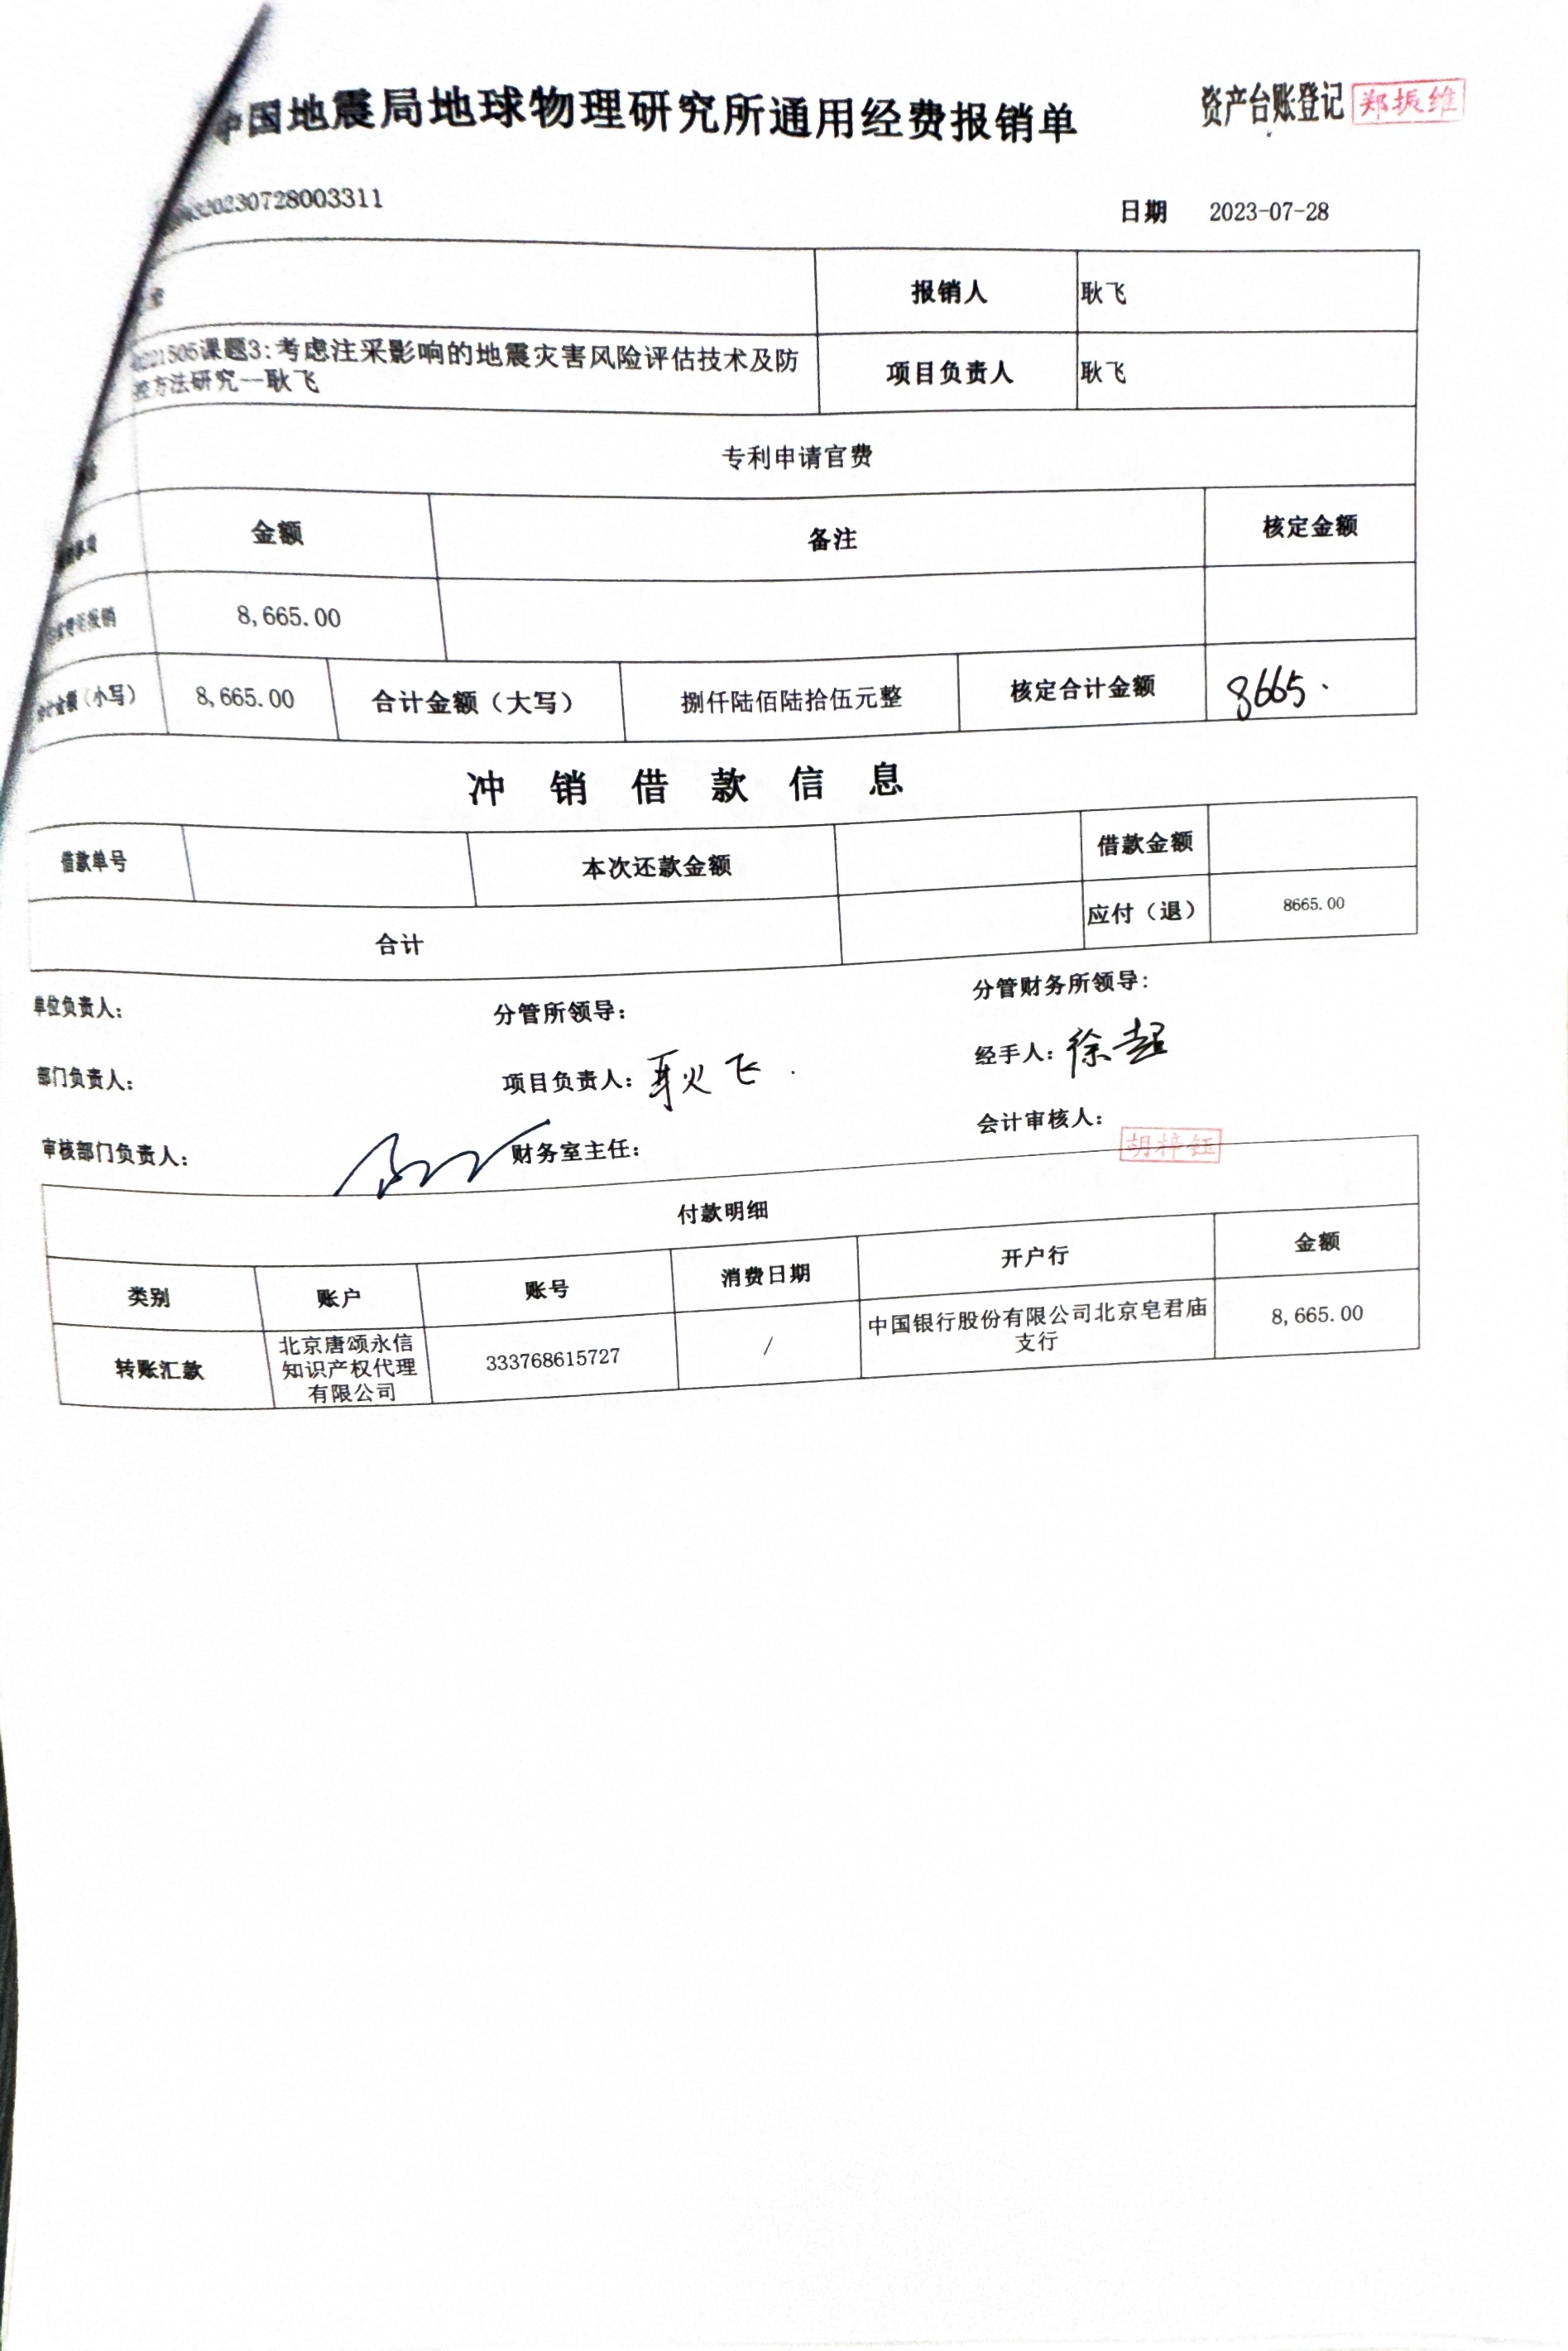 中国地震局地球物理研究所通用经费报销单
资产台账登记 郑振维
20230728003311
日期 2023-07-28
报销人 耿飞
221505课题3:考虑注采影响的地震灾害风险评估技术及防
控方法研究--耿飞
项目负责人 耿飞
专利申请官费
金额 备注 核定金额
报销 8,665.00
合计金额（小写） 8,665.00 合计金额（大写） 捌仟陆佰陆拾伍元整 核定合计金额 8665.
冲销借款信息
借款单号 本次还款金额 借款金额
合计 应付（退） 8665.00
单位负责人: 分管所领导: 分管财务所领导:
部门负责人: 项目负责人: 耿飞 经手人: 徐超
审核部门负责人: 财务室主任: 会计审核人: 胡梓钰
付款明细
类别 账户 账号 消费日期 开户行 金额
转账汇款 北京唐颂永信 333768615727 / 中国银行股份有限公司北京皂君庙 8,665.00
知识产权代理 支行
有限公司